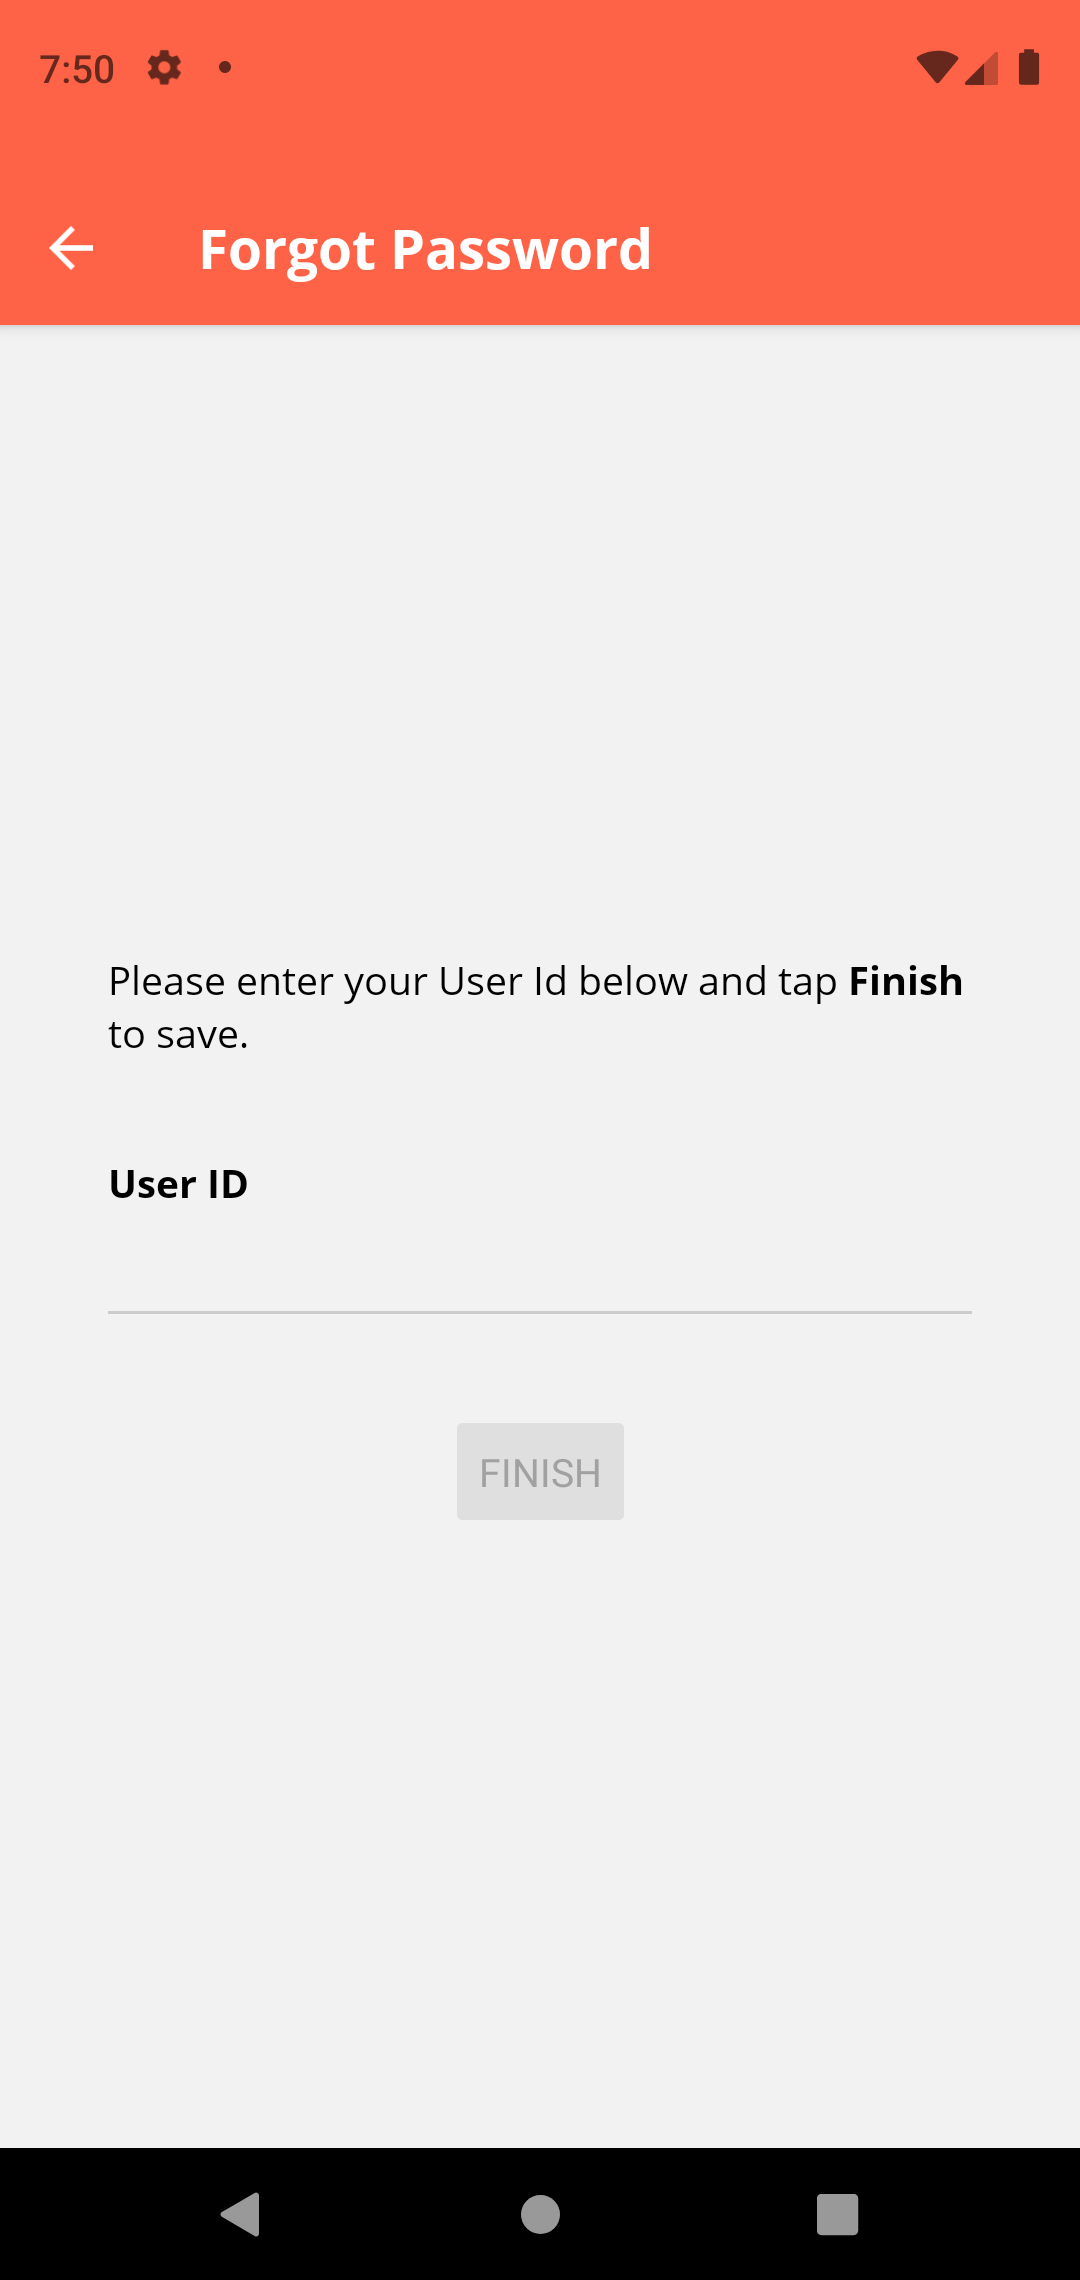 7:50
Forgot Password
Please enter your User Id below and tap Finish
to save.
User ID
FINISH